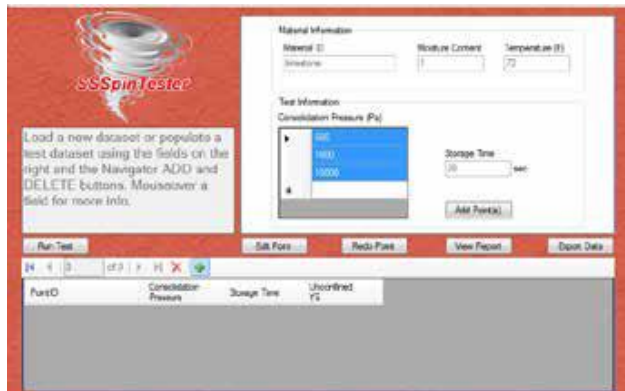 SSSpinTester
Load a new dataset or populate a
test dataset using the fields on the
right and the Navigator ADD and
DELETE buttons. Mouseover a
field for more info.
Material Information
Material ID
Moisture Content
Temperature (F)
limestone
1
72
Test Information
Consolidation Pressure (Pa)
1000
10000
Storage Time
sec
Add Point(s)
Run Test
Edit Point
Redo Point
View Report
Export Data
0
of 0
PointID
Consolidation
Pressure
Storage Time
Unconfined
YS